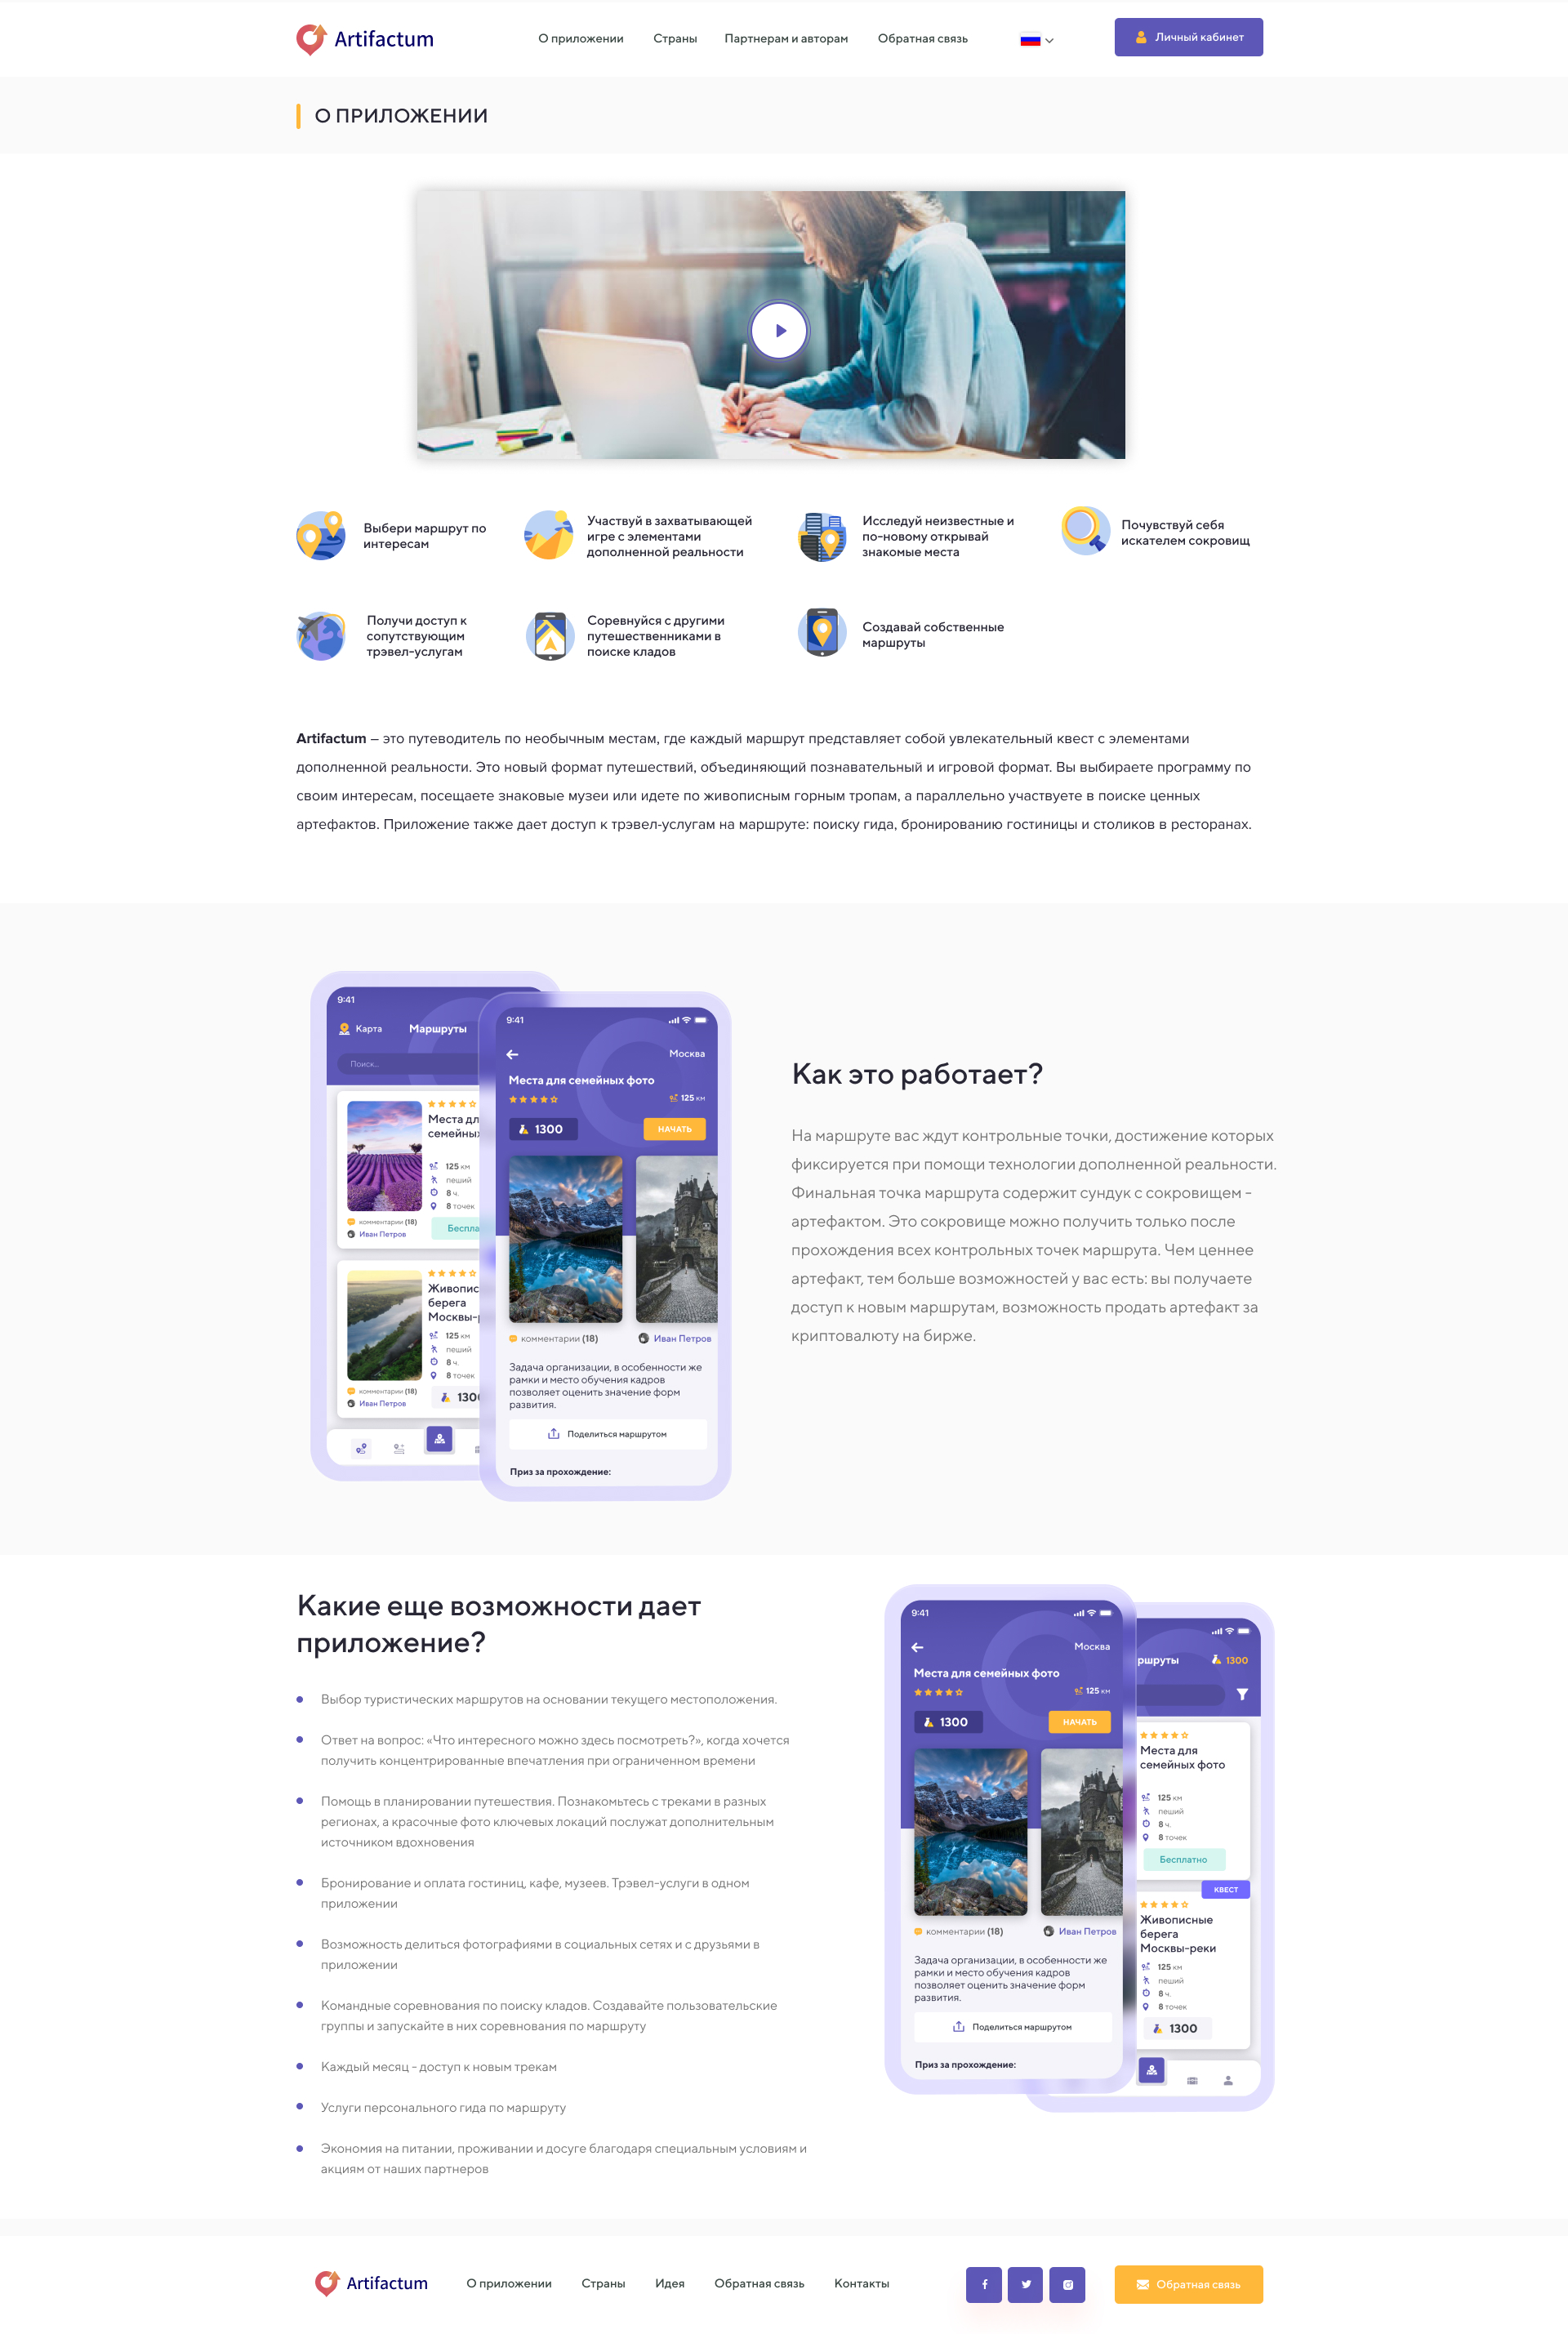 Artifactum
О приложении
Страны
Партнерам и авторам
Обратная связь
Личный кабинет
О ПРИЛОЖЕНИИ
Выбери маршрут по
интересам
Участвуй в захватывающей
игре с элементами
дополненной реальности
Исследуй неизвестные и
по-новому открывай
знакомые места
Почувствуй себя
искателем сокровищ
Получи доступ к
сопутствующим
трэвел-услугам
Соревнуйся с другими
путешественниками в
поиске кладов
Создавай собственные
маршруты
Artifactum – это путеводитель по необычным местам, где каждый маршрут представляет собой увлекательный квест с элементами
дополненной реальности. Это новый формат путешествий, объединяющий познавательный и игровой формат. Вы выбираете программу по
своим интересам, посещаете знаковые музеи или идете по живописным горным тропам, а параллельно участвуете в поиске ценных
артефактов. Приложение также дает доступ к трэвел-услугам на маршруте: поиску гида, бронированию гостиницы и столиков в ресторанах.
9:41
Карта
Маршруты
Поиск...
Места дл
семейных
125 км
пеший
8 ч.
8 точек
комментарии (18)
Иван Петров
Беспла
Живопис
берега
Москвы-р
125 км
пеший
8 ч.
8 точек
комментарии (18)
Иван Петров
1300
9:41
Москва
Места для семейных фото
125 км
1300
НАЧАТЬ
комментарии (18)
Иван Петров
Задача организации, в особенности же
рамки и место обучения кадров
позволяет оценить значение форм
развития.
Поделиться маршрутом
Приз за прохождение:
Как это работает?
На маршруте вас ждут контрольные точки, достижение которых
фиксируется при помощи технологии дополненной реальности.
Финальная точка маршрута содержит сундук с сокровищем -
артефактом. Это сокровище можно получить только после
прохождения всех контрольных точек маршрута. Чем ценнее
артефакт, тем больше возможностей у вас есть: вы получаете
доступ к новым маршрутам, возможность продать артефакт за
криптовалюту на бирже.
Какие еще возможности дает
приложение?
Выбор туристических маршрутов на основании текущего местоположения.
Ответ на вопрос: «Что интересного можно здесь посмотреть?», когда хочется
получить концентрированные впечатления при ограниченном времени
Помощь в планировании путешествия. Познакомьтесь с треками в разных
регионах, а красочные фото ключевых локаций послужат дополнительным
источником вдохновения
Бронирование и оплата гостиниц, кафе, музеев. Трэвел-услуги в одном
приложении
Возможность делиться фотографиями в социальных сетях и с друзьями в
приложении
Командные соревнования по поиску кладов. Создавайте пользовательские
группы и запускайте в них соревнования по маршруту
Каждый месяц - доступ к новым трекам
Услуги персонального гида по маршруту
Экономия на питании, проживании и досуге благодаря специальным условиям и
акциям от наших партнеров
9:41
Москва
Места для семейных фото
125 км
1300
НАЧАТЬ
комментарии (18)
Иван Петров
Задача организации, в особенности же
рамки и место обучения кадров
позволяет оценить значение форм
развития.
Поделиться маршрутом
Приз за прохождение:
ршруты
1300
Места для
семейных фото
125 км
пеший
8 ч.
8 точек
Бесплатно
КВЕСТ
Живописные
берега
Москвы-реки
125 км
пеший
8 ч.
8 точек
1300
Artifactum
О приложении
Страны
Идея
Обратная связь
Контакты
Обратная связь